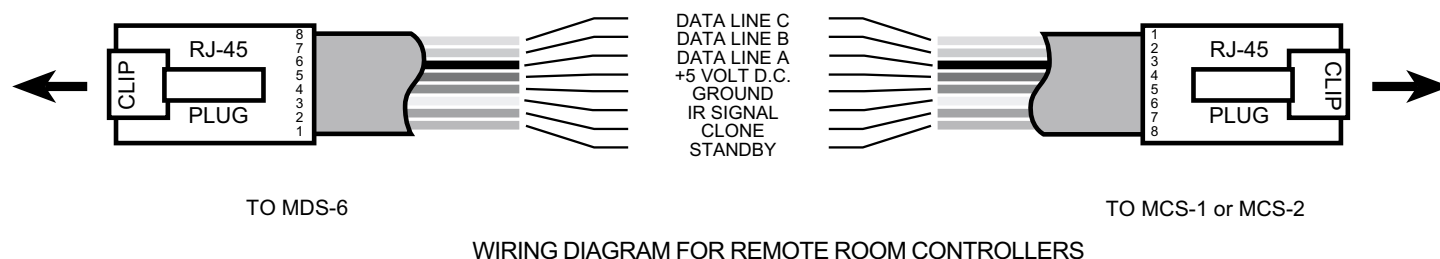 DATA LINE C
DATA LINE B
DATA LINE A
+5 VOLT D.C.
GROUND
IR SIGNAL
CLONE
STANDBY
CLIP
RJ-45
PLUG
8
7
6
5
4
3
2
1
1
2
3
4
5
6
7
8
RJ-45
PLUG
CLIP
TO MDS-6
TO MCS-1 or MCS-2
WIRING DIAGRAM FOR REMOTE ROOM CONTROLLERS